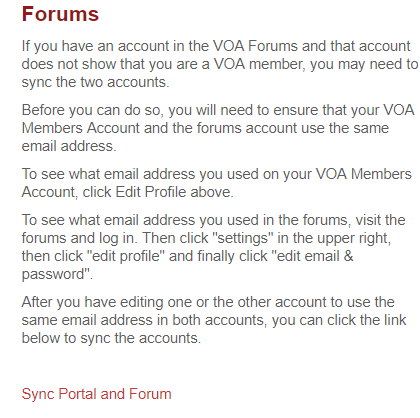 Forums
If you have an account in the VOA Forums and that account
does not show that you are a VOA member, you may need to
sync the two accounts.
Before you can do so, you will need to ensure that your VOA
Members Account and the forums account use the same
email address.
To see what email address you used on your VOA Members
Account, click Edit Profile above.
To see what email address you used in the forums, visit the
forums and log in. Then click "settings" in the upper right,
then click "edit profile" and finally click "edit email &
password".
After you have editing one or the other account to use the
same email address in both accounts, you can click the link
below to sync the accounts.
Sync Portal and Forum